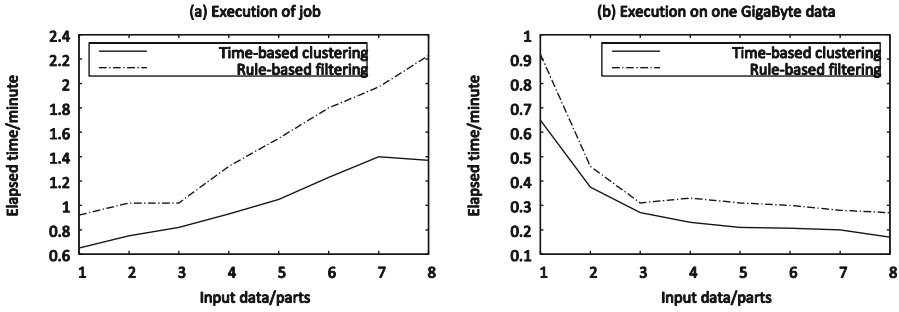 (a) Execution of job
2.4
2.2
2
1.8
1.6
1.4
1.2
1
0.8
0.6
Elapsed time/minute
Time-based clustering
Rule-based filtering
1 2 3 4 5 6 7 8
Input data/parts
(b) Execution on one GigaByte data
1
0.9
0.8
0.7
0.6
0.5
0.4
0.3
0.2
0.1
Elapsed time/minute
Time-based clustering
Rule-based filtering
1 2 3 4 5 6 7 8
Input data/parts